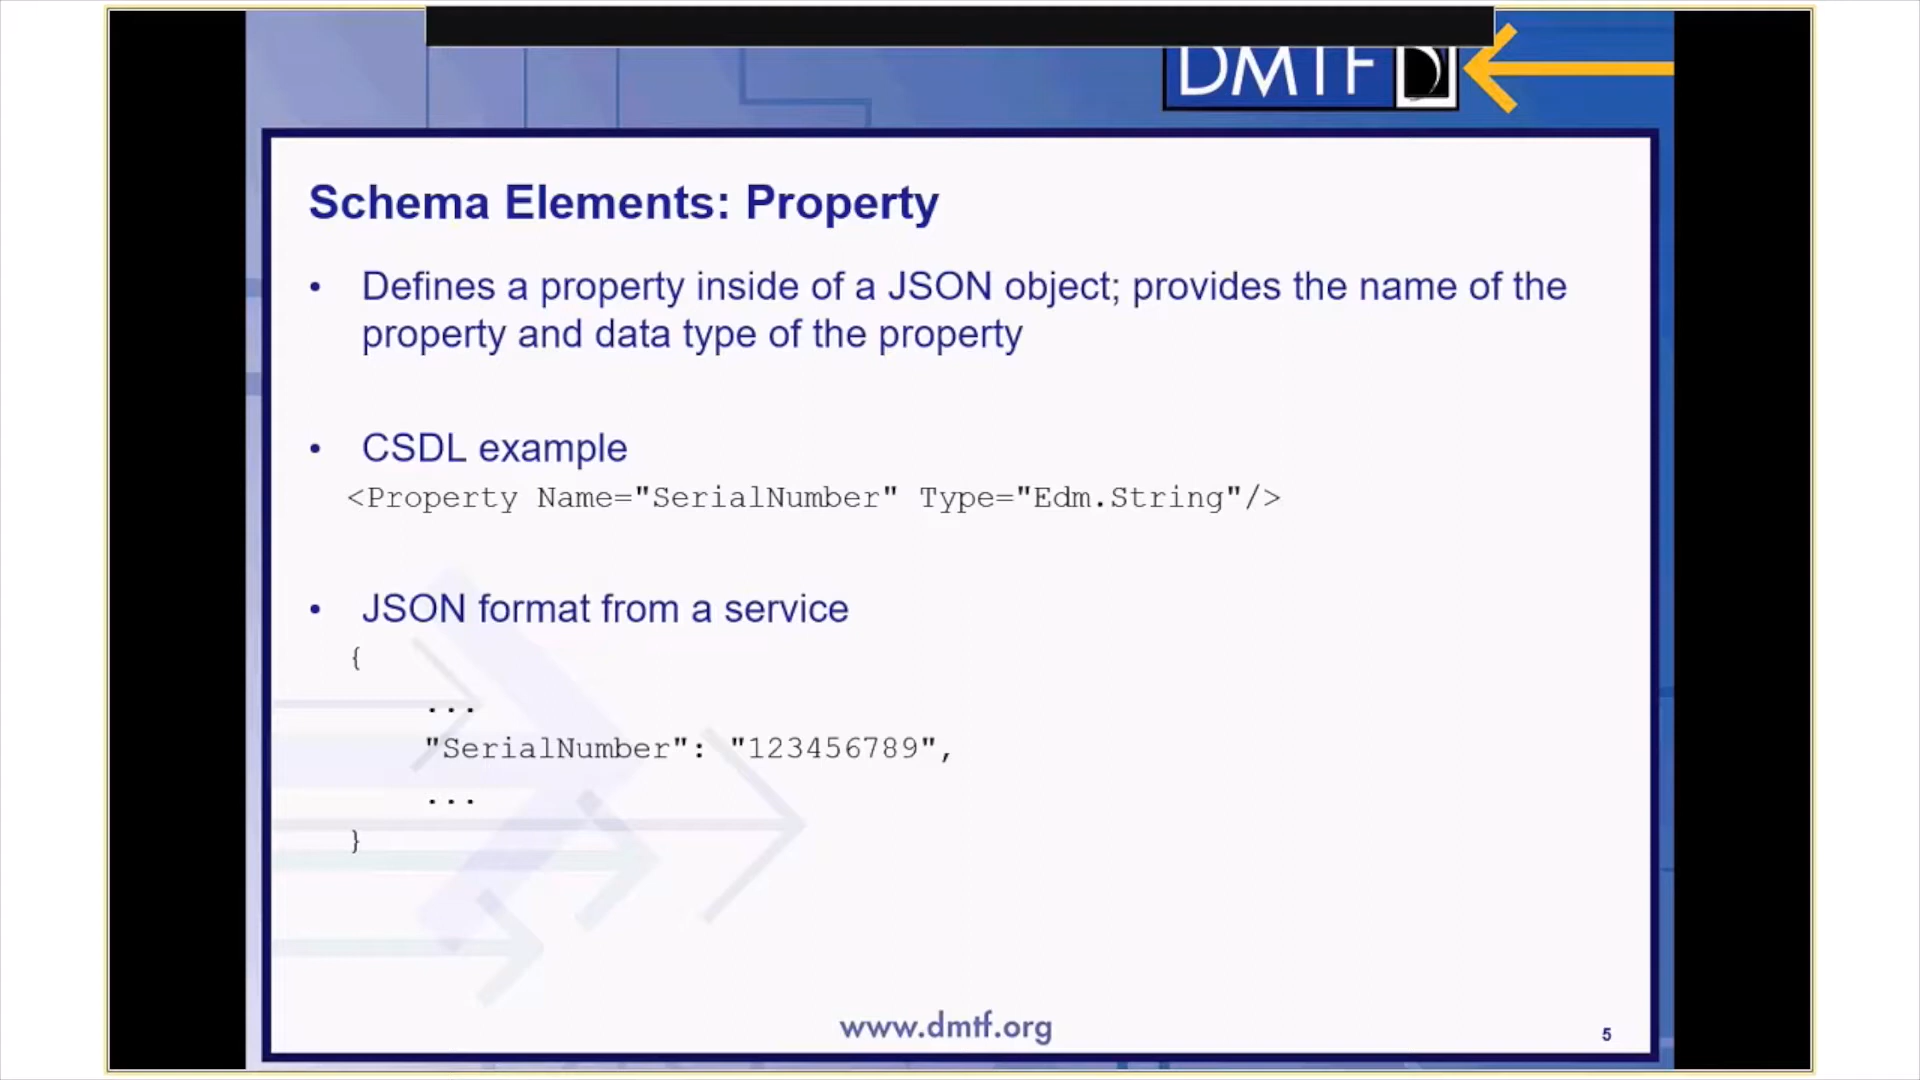 DMTF
Schema Elements: Property
• Defines a property inside of a JSON object; provides the name of the
property and data type of the property
• CSDL example
<Property Name="SerialNumber" Type="Edm.String"/>
• JSON format from a service
{
...
"SerialNumber": "123456789",
...
}
www.dmtf.org
5